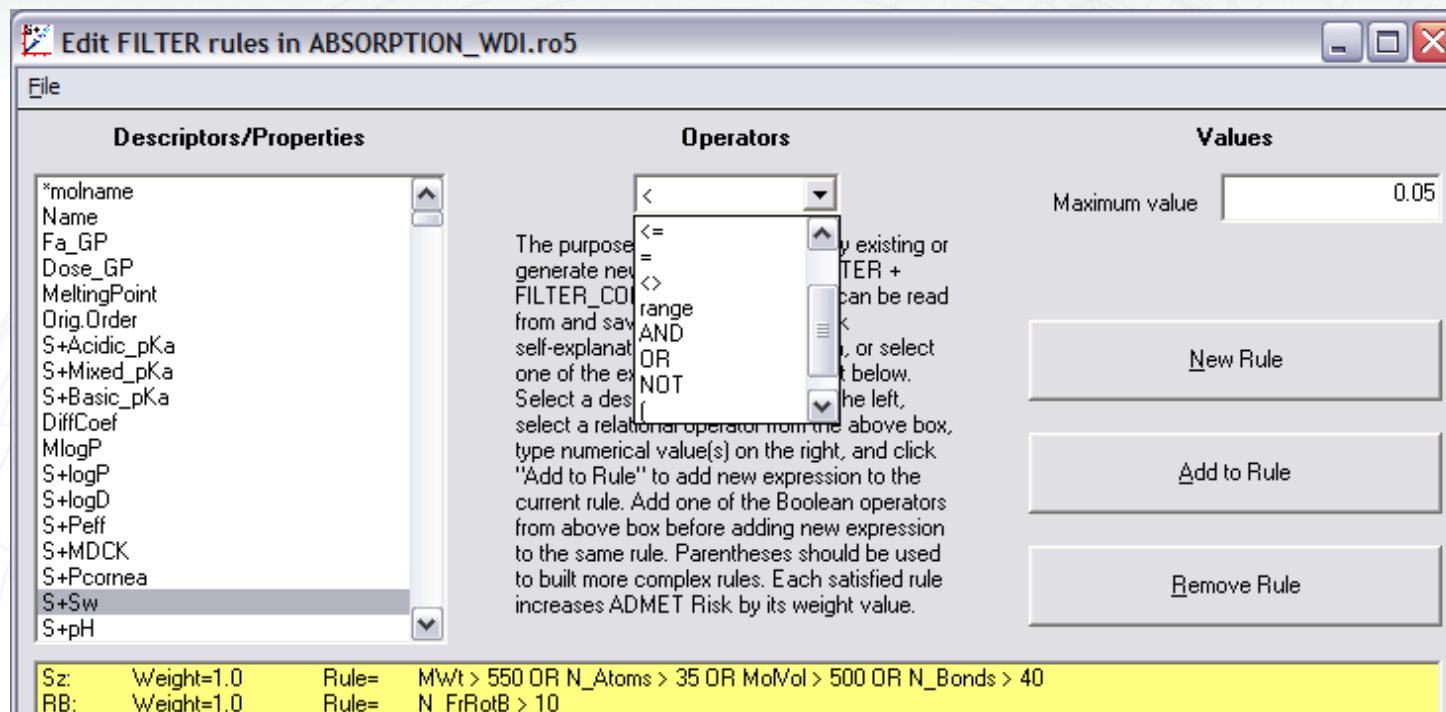 Edit FILTER rules in ABSORPTION_WDI.ro5
File
Descriptors/Properties
Operators
Values
*molname
Name
Fa_GP
Dose_GP
MeltingPoint
Orig.Order
S+Acidic_pKa
S+Mixed_pKa
S+Basic_pKa
DiffCoef
MlogP
S+logP
S+logD
S+Peff
S+MDCK
S+Pcornea
S+Sw
S+pH
<
<=
=
<>
range
AND
OR
NOT
(
The purpose existing or
generate
can be read
from and
self-explanat , or select
one of the below.
Select a he left,
select a relational operator from the above box,
type numerical value(s) on the right, and click
"Add to Rule" to add new expression to the
current rule. Add one of the Boolean operators
from above box before adding new expression
to the same rule. Parentheses should be used
to built more complex rules. Each satisfied rule
increases ADMET Risk by its weight value.
Maximum value 0.05
New Rule
Add to Rule
Remove Rule
Sz: Weight=1.0 Rule= MWt > 550 OR N_Atoms > 35 OR MolVol > 500 OR N_Bonds > 40
RB: Weight=1.0 Rule= N_FrRotB > 10